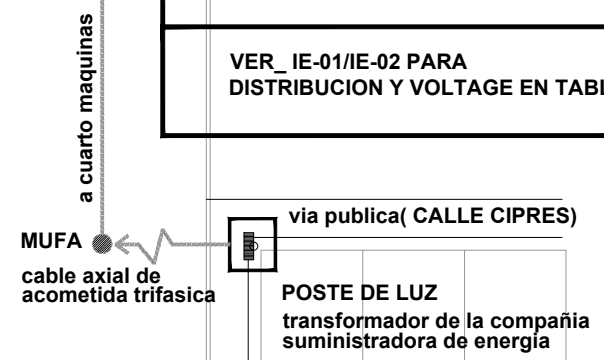 a cuarto maquinas
VER_ IE-01/IE-02 PARA
DISTRIBUCION Y VOLTAGE EN TABL
via publica( CALLE CIPRES)
MUFA
cable axial de
acometida trifasica
POSTE DE LUZ
transformador de la compañia
suministradora de energia